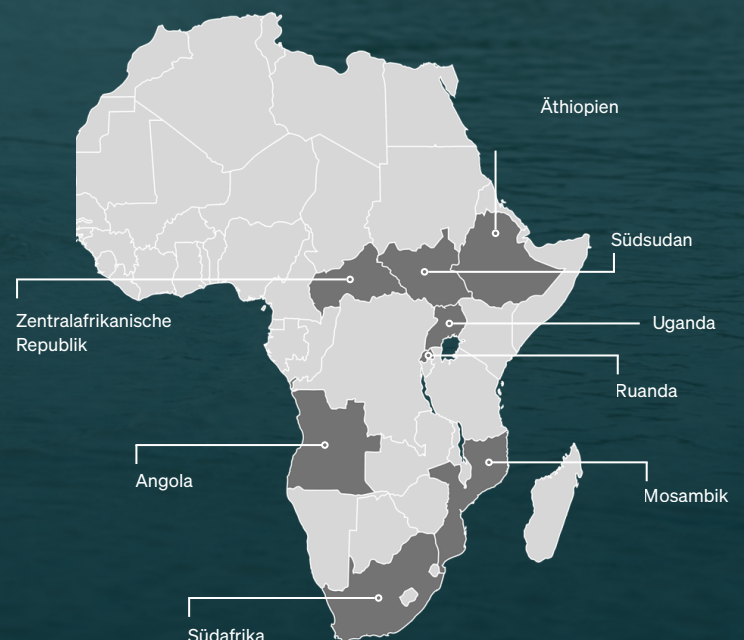 Äthiopien
Südsudan
Zentralafrikanische
Republik
Uganda
Ruanda
Angola
Mosambik
Südafrika